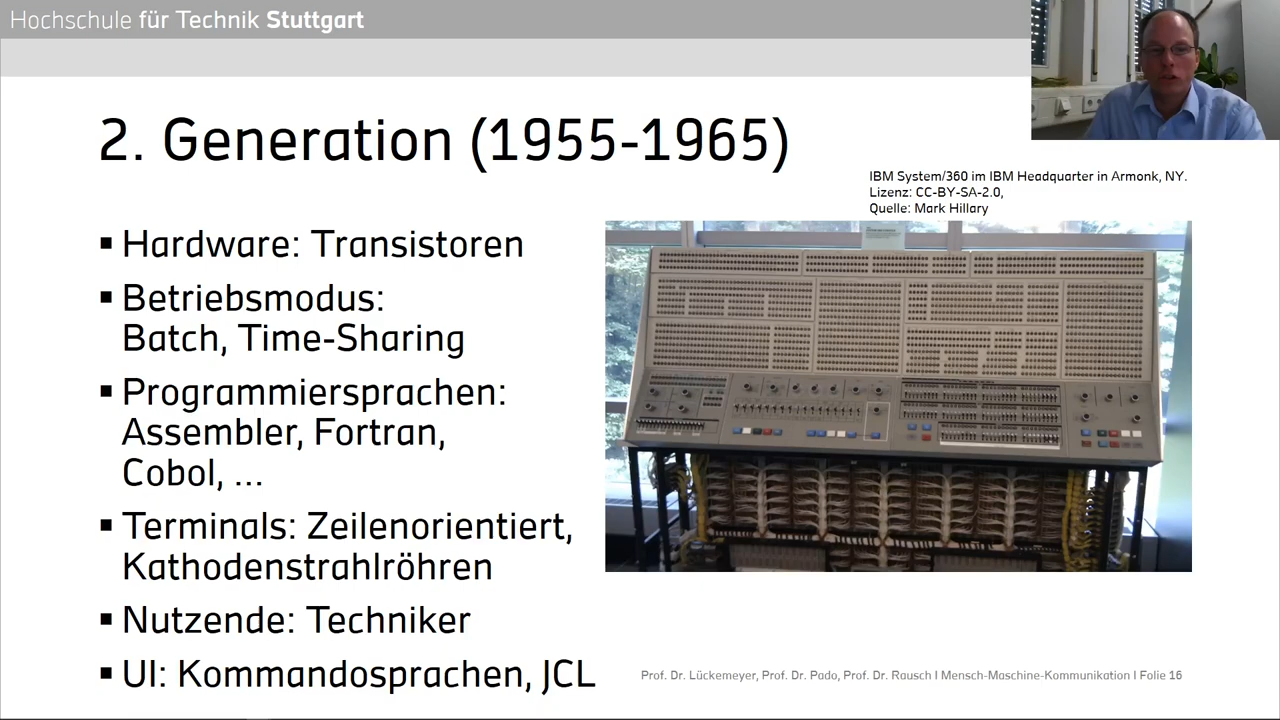 Hochschule für Technik Stuttgart
2. Generation (1955-1965)
IBM System/360 im IBM Headquarter in Armonk, NY.
Lizenz: CC-BY-SA-2.0,
Quelle: Mark Hillary
Hardware: Transistoren
Betriebsmodus:
Batch, Time-Sharing
Programmiersprachen:
Assembler, Fortran,
Cobol, ...
Terminals: Zeilenorientiert,
Kathodenstrahlröhren
Nutzende: Techniker
UI: Kommandosprachen, JCL
Prof. Dr. Lückemeyer, Prof. Dr. Pado, Prof. Dr. Rausch I Mensch-Maschine-Kommunikation I Folie 16